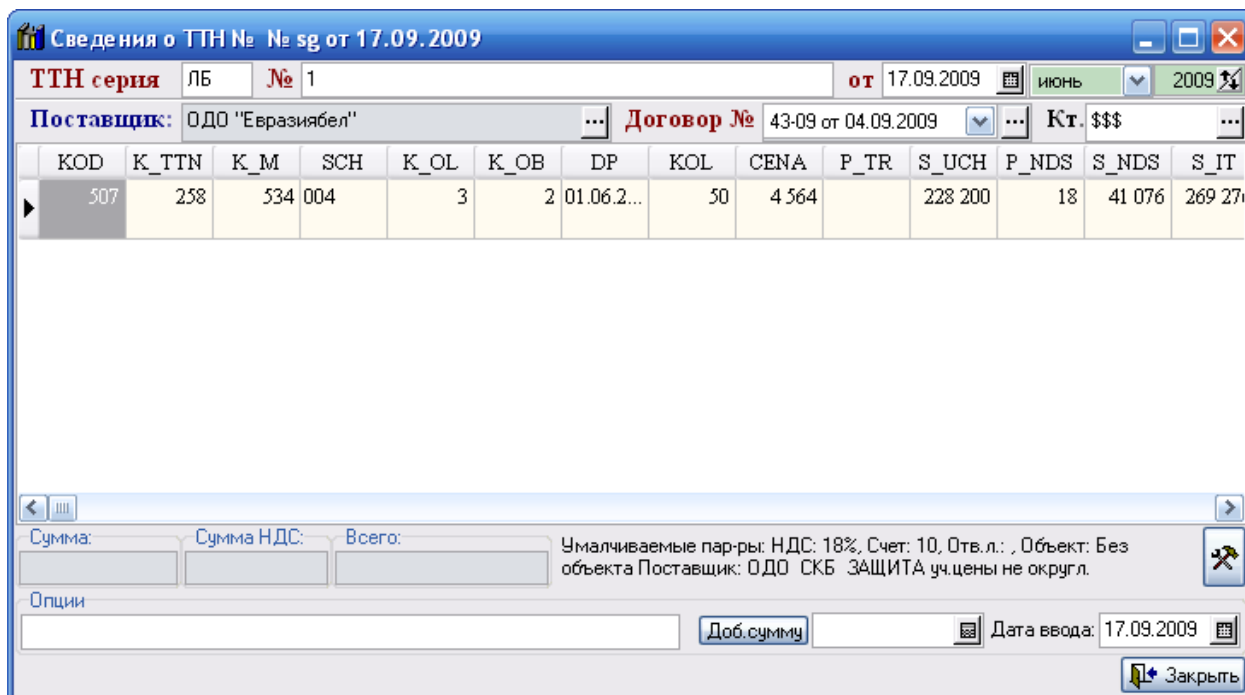 Сведения о ТТН № № sg от 17.09.2009
ТТН серия ЛБ № 1 от 17.09.2009 июнь 2009
Поставщик: ОДО "Евразиябел" ... Договор № 43-09 от 04.09.2009 ... Кт. $$$ ...
KOD K_TTN K_M SCH K_OL K_OB DP KOL CENA P_TR S_UCH P_NDS S_NDS S_IT
507 258 534 004 3 2 01.06.2... 50 4 564 228 200 18 41 076 269 27
Сумма: Сумма НДС: Всего:
Умалчиваемые пар-ры: НДС: 18%, Счет: 10, Отв.л.: , Объект: Без
объекта Поставщик: ОДО СКБ ЗАЩИТА уч.цены не округл.
Опции
Доб.сумму Дата ввода: 17.09.2009
Закрыть